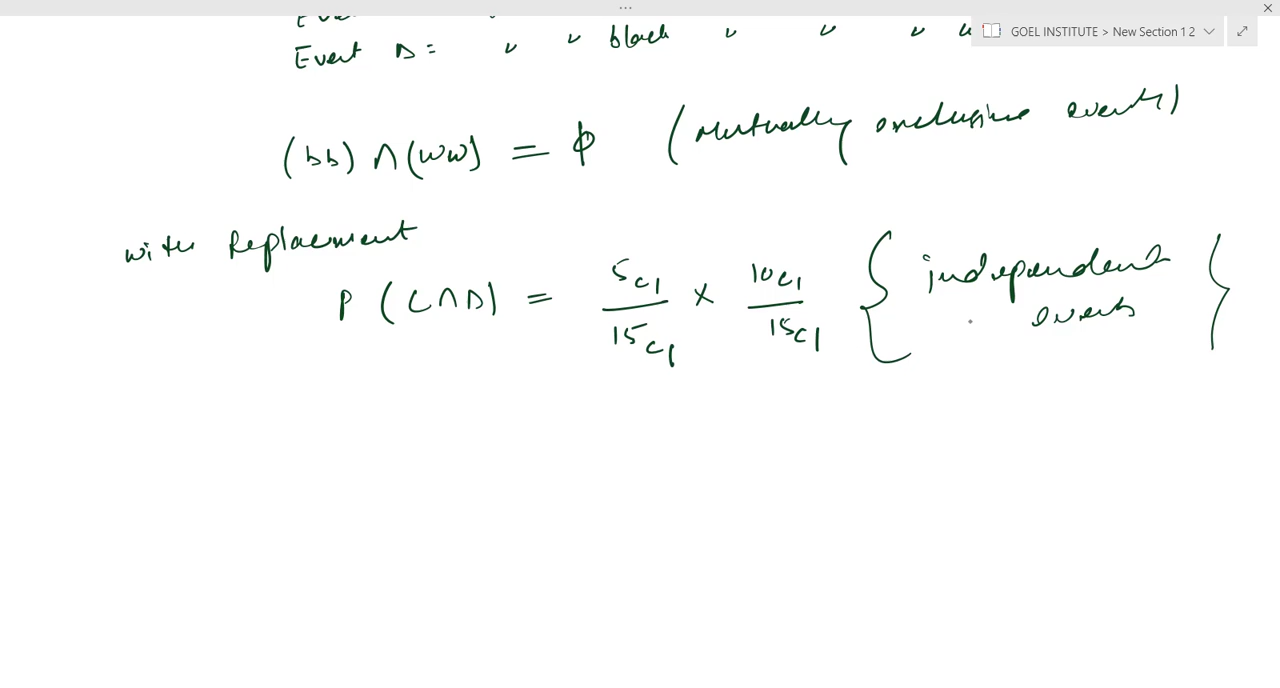 GOEL INSTITUTE > New Section 1 2
Event D = " " black " " "
(bb) ∩ (ww) = ϕ (Mutually exclusive events)
with Replacement
P (C∩D) = 5c1/15c1 × 10c1/15c1 { independent events }